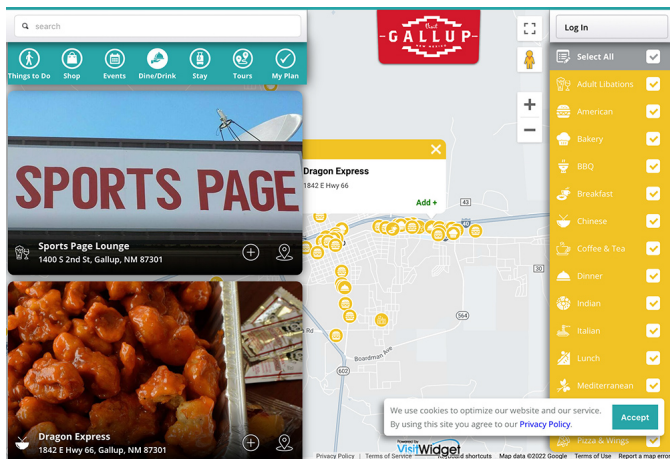 search
Things to Do
Shop
Events
Dine/Drink
Stay
Tours
My Plan
SPORTS PAGE
Sports Page Lounge
1400 S 2nd St, Gallup, NM 87301
Dragon Express
1842 E Hwy 66, Gallup, NM 87301
Visit
GALLUP
NEW MEXICO
Dragon Express
1842 E Hwy 66
Add +
43
30
564
602
Rd
Boardman Ave
Log In
Select All
Adult Libations
American
Bakery
BBQ
Breakfast
Chinese
Coffee & Tea
Dinner
Indian
Italian
Lunch
Mediterranean
Pizza & Wings
We use cookies to optimize our website and our service.
By using this site you agree to our Privacy Policy.
Accept
Powered by
VisitWidget
Privacy Policy | Terms of Service
Keyboard shortcuts
Map data ©2022 Google
Terms of Use
Report a map error